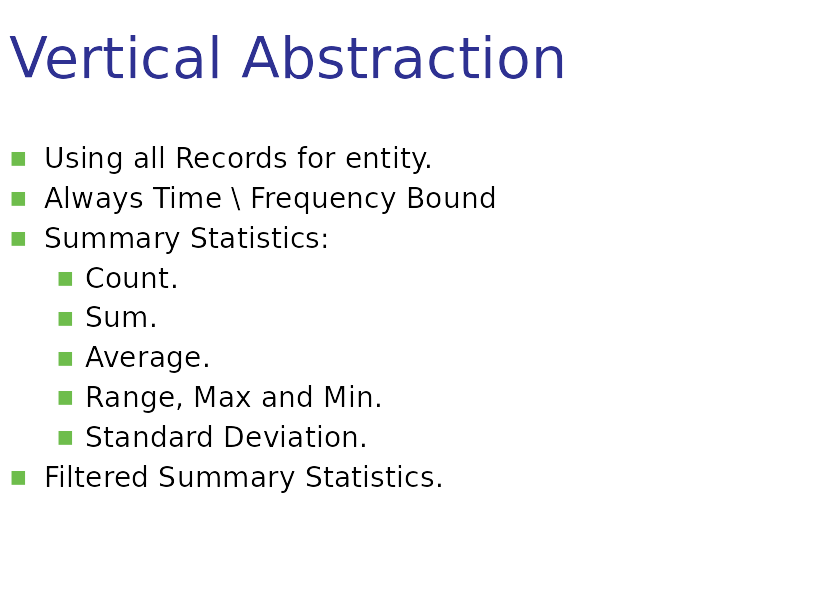 Vertical Abstraction
Using all Records for entity.
Always Time \ Frequency Bound
Summary Statistics:
Count.
Sum.
Average.
Range, Max and Min.
Standard Deviation.
Filtered Summary Statistics.